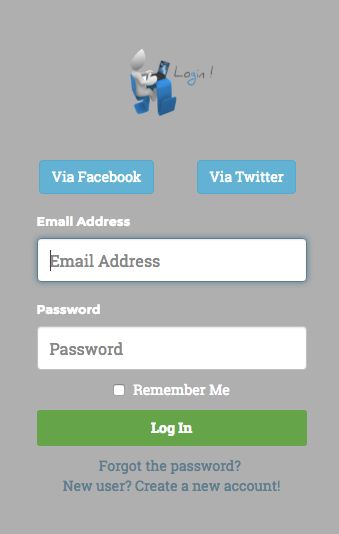 Login !
Via Facebook
Via Twitter
Email Address
Email Address
Password
Password
Remember Me
Log In
Forgot the password?
New user? Create a new account!